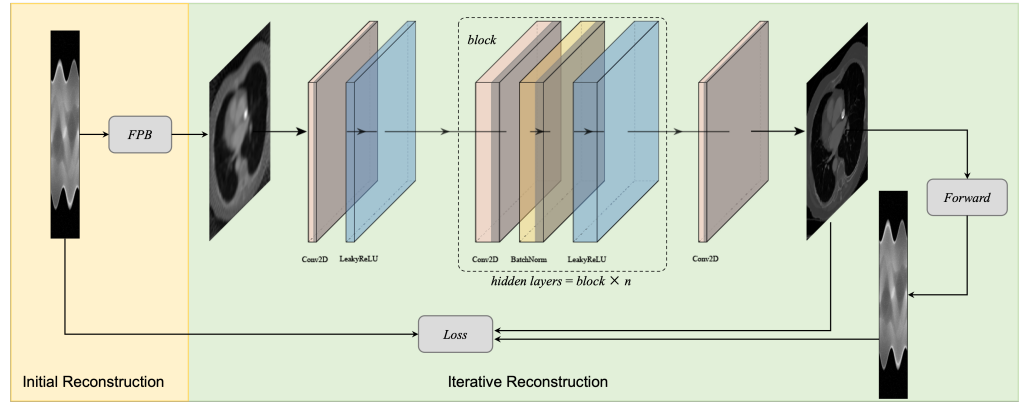 block
FPB
Forward
Conv2D
LeakyReLU
Conv2D
BatchNorm
LeakyReLU
Conv2D
hidden layers = block × n
Loss
Initial Reconstruction
Iterative Reconstruction